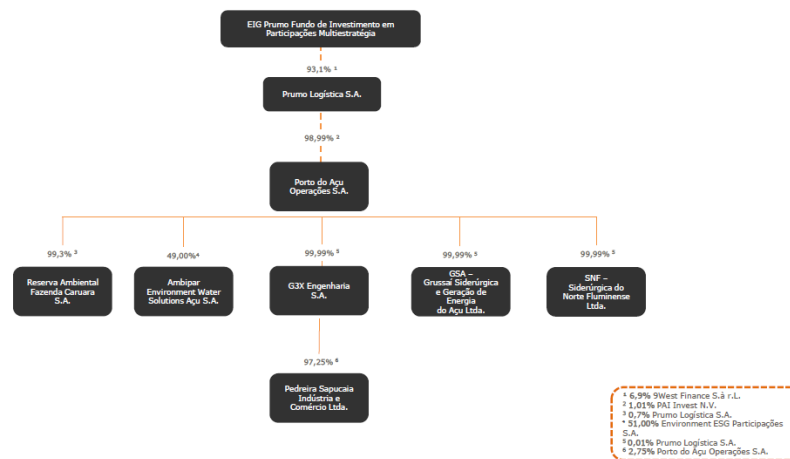 EIG Prumo Fundo de Investimento em
Participações Multiestratégia
93,1% ¹
Prumo Logística S.A.
98,99% ³
Porto do Açu
Operações S.A.
99,3% ³
49,00%⁴
99,99% ⁵
99,99% ⁵
99,99% ⁵
Reserva Ambiental
Fazenda Caruara
S.A.
Ambipar
Environment Water
Solutions Açu S.A.
G3X Engenharia
S.A.
GSA –
Grussaí Siderúrgica
e Geração de
Energia
do Açu Ltda.
SNF –
Siderúrgica do
Norte Fluminense
Ltda.
97,25% ⁶
Pedreira Sapucaia
Indústria e
Comércio Ltda.
¹ 6,9% 9West Finance S.à r.L.
² 1,01% PAI Invest N.V.
³ 0,7% Prumo Logística S.A.
⁴ 51,00% Environment ESG Participações
S.A.
⁵ 0,01% Prumo Logística S.A.
⁶ 2,75% Porto do Açu Operações S.A.